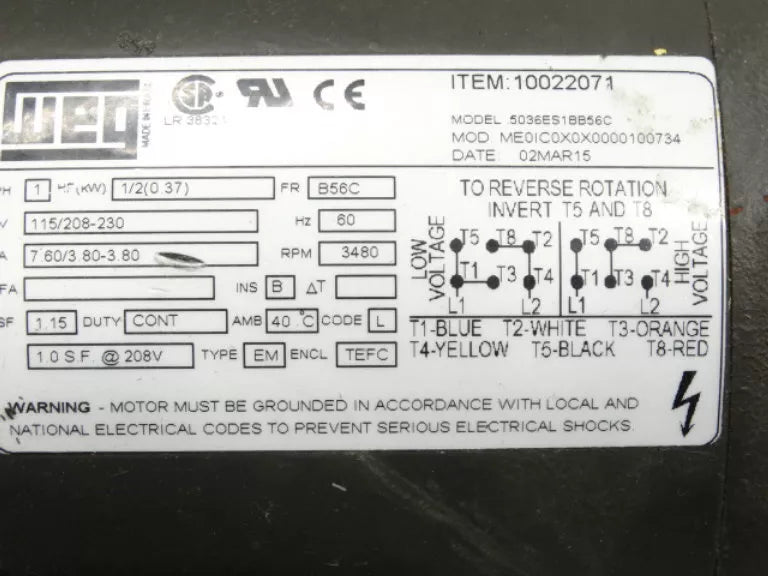 WEG
MADE IN BRAZIL
LR 38324
ITEM:10022071
MODEL 5036ES1BB56C
MOD. ME0IC0X0X0000100734
DATE: 02MAR15
PH 1 HP(KW) 1/2(0.37) FR B56C
V 115/208-230 Hz 60
A 7.60/3.80-3.80 RPM 3480
FA INS B ΔT
SF 1.15 DUTY CONT AMB 40°C CODE L
1.0 S.F. @ 208V TYPE EM ENCL TEFC
TO REVERSE ROTATION
INVERT T5 AND T8
LOW VOLTAGE
T5 T8 T2
T1 T3 T4
L1 L2
HIGH VOLTAGE
T5 T8 T2
T1 T3 T4
L1 L2
T1-BLUE T2-WHITE T3-ORANGE
T4-YELLOW T5-BLACK T8-RED
WARNING - MOTOR MUST BE GROUNDED IN ACCORDANCE WITH LOCAL AND
NATIONAL ELECTRICAL CODES TO PREVENT SERIOUS ELECTRICAL SHOCKS.